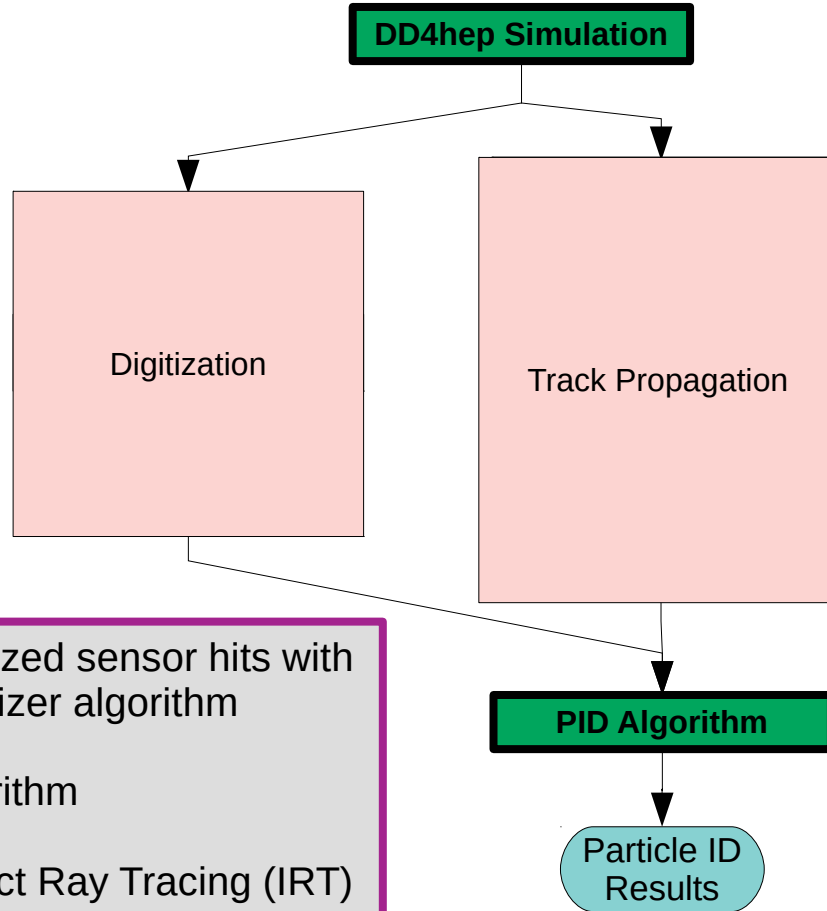 DD4hep Simulation
Digitization
Track Propagation
zed sensor hits with
izer algorithm
rithm
ct Ray Tracing (IRT)
PID Algorithm
Particle ID
Results